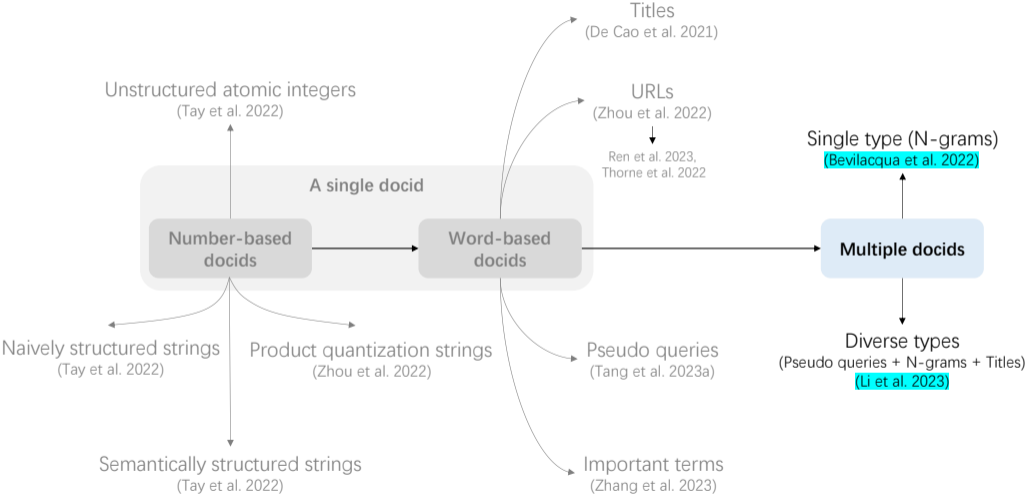 Titles
(De Cao et al. 2021)
Unstructured atomic integers
(Tay et al. 2022)
URLs
(Zhou et al. 2022)
Ren et al. 2023,
Thorne et al. 2022
Single type (N-grams)
(Bevilacqua et al. 2022)
A single docid
Number-based
docids
Word-based
docids
Multiple docids
Naively structured strings
(Tay et al. 2022)
Product quantization strings
(Zhou et al. 2022)
Pseudo queries
(Tang et al. 2023a)
Diverse types
(Pseudo queries + N-grams + Titles)
(Li et al. 2023)
Semantically structured strings
(Tay et al. 2022)
Important terms
(Zhang et al. 2023)